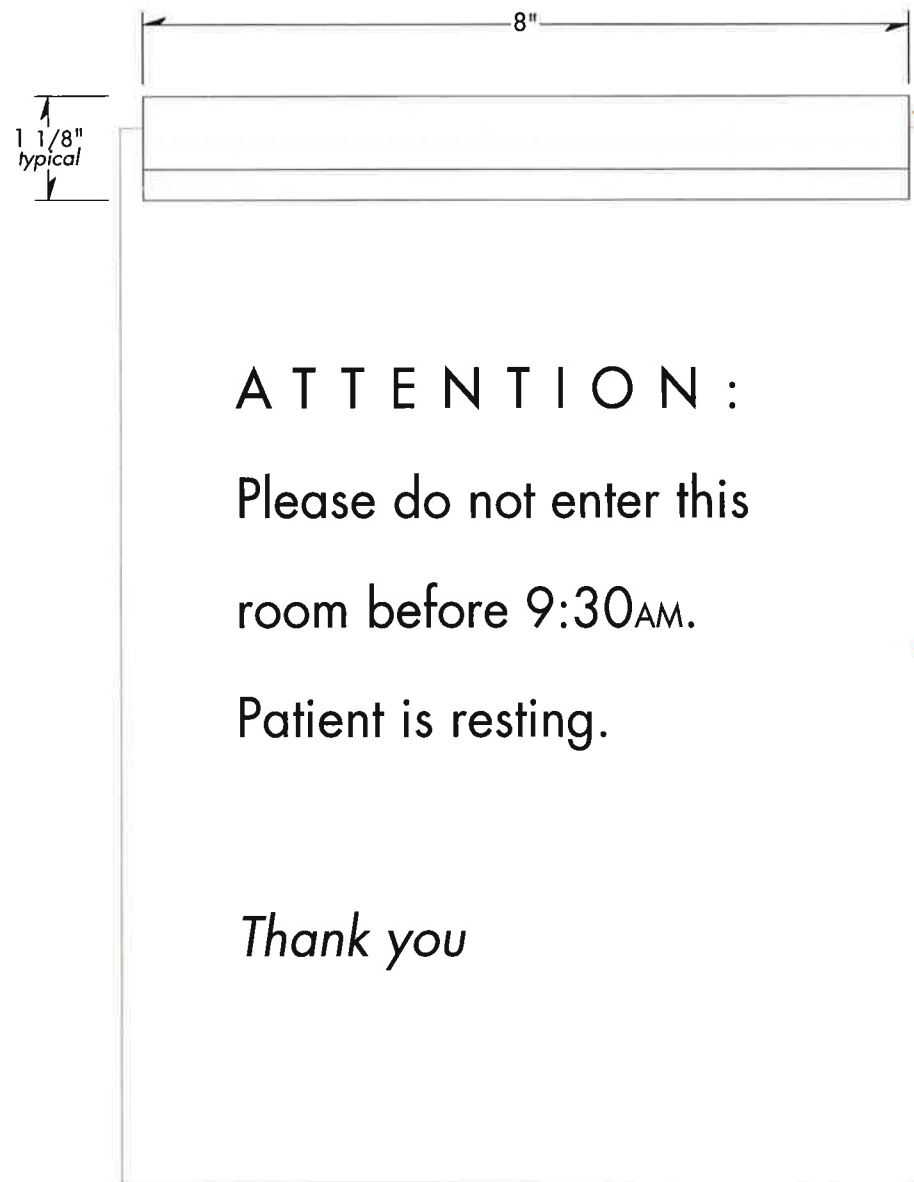 8"
1 1/8"
typical
A T T E N T I O N :
Please do not enter this
room before 9:30AM.
Patient is resting.
Thank you